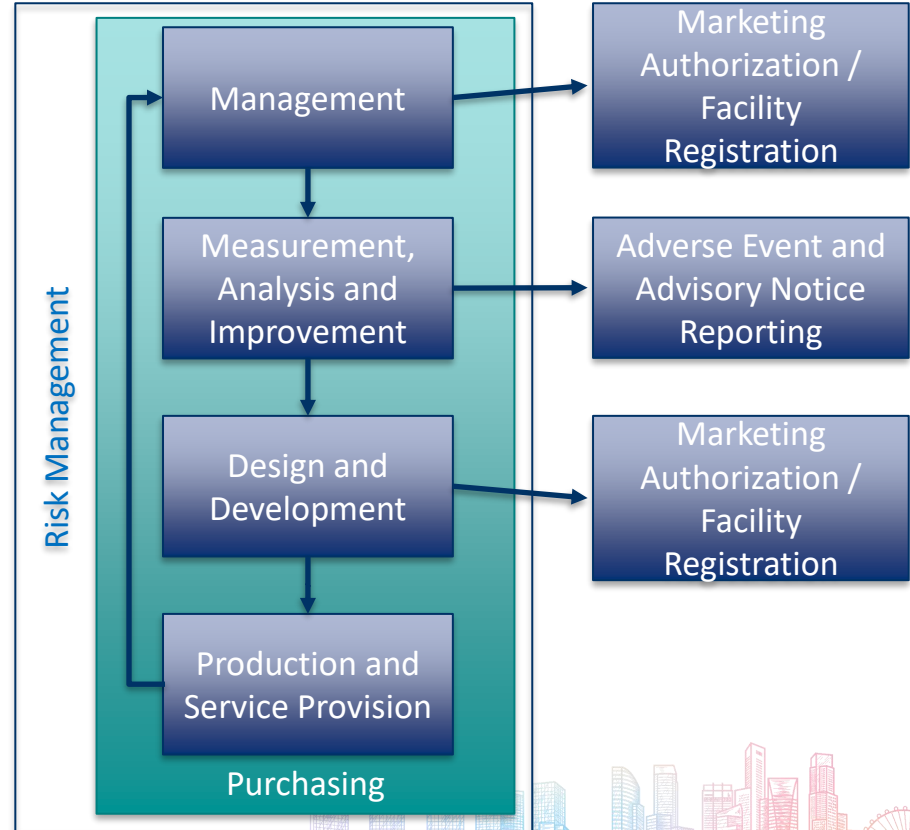 Management
Marketing
Authorization /
Facility
Registration
Measurement,
Analysis and
Improvement
Adverse Event and
Advisory Notice
Reporting
Risk Management
Design and
Development
Marketing
Authorization /
Facility
Registration
Production and
Service Provision
Purchasing